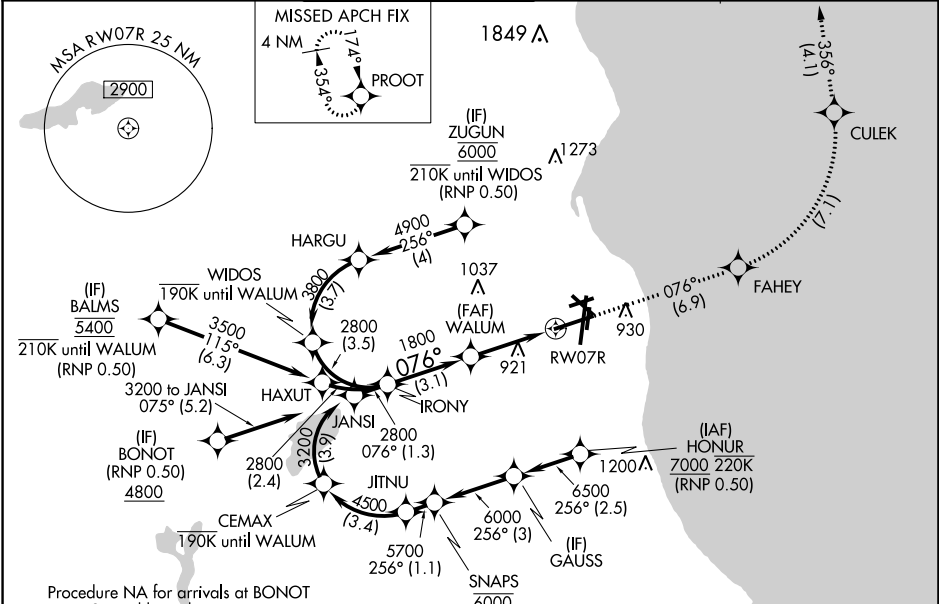 MISSED APCH FIX
4 NM
174°
354°
PROOT
MSA RW07R 25 NM
2900
1849
356°
(4.1)
CULEK
(7.1)
(IF)
ZUGUN
6000
210K until WIDOS
(RNP 0.50)
1273
4900
256°
(4)
HARGU
3800
(3.7)
WIDOS
190K until WALUM
1037
(FAF)
WALUM
076°
(6.9)
FAHEY
930
RW07R
921
(IF)
BALMS
5400
210K until WALUM
(RNP 0.50)
3500
115°
(6.3)
2800
(3.5)
1800
076°
(3.1)
HAXUT
IRONY
JANSI
3200 to JANSI
075° (5.2)
2800
076° (1.3)
(IF)
BONOT
(RNP 0.50)
4800
2800
(2.4)
3200
(3.9)
(IAF)
HONUR
7000 220K
(RNP 0.50)
1200
JITNU
4500
(3.4)
6500
256° (2.5)
CEMAX
190K until WALUM
6000
256° (3)
(IF)
GAUSS
5700
256° (1.1)
SNAPS
6000
Procedure NA for arrivals at BONOT